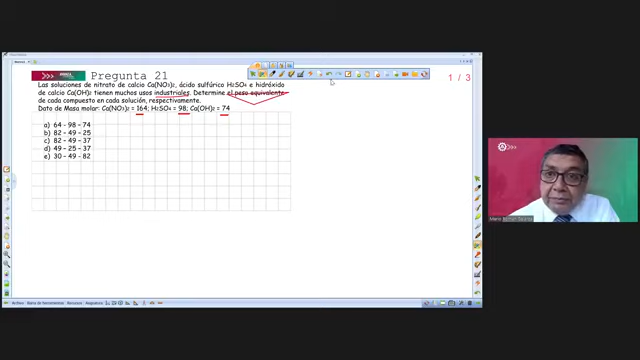 Pregunta 21
1 / 3
Las soluciones de nitrato de calcio Ca(NO₃)₂, ácido sulfúrico H₂SO₄ e hidróxido
de calcio Ca(OH)₂ tienen muchos usos industriales. Determine el peso equivalente
de cada compuesto en cada solución, respectivamente.
Dato de Masa molar: Ca(NO₃)₂ = 164; H₂SO₄ = 98; Ca(OH)₂ = 74
a) 64 - 98 - 74
b) 82 - 49 - 25
c) 82 - 49 - 37
d) 49 - 25 - 37
e) 30 - 49 - 82